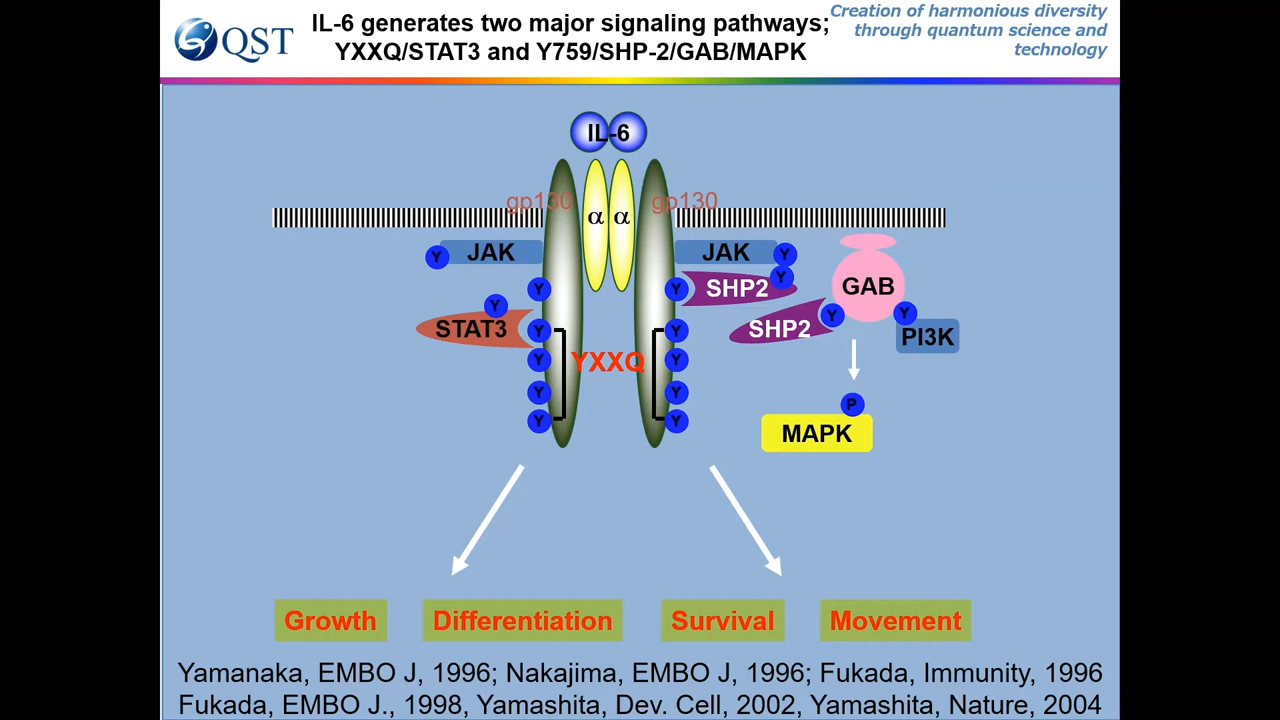 QST
IL-6 generates two major signaling pathways;
YXXQ/STAT3 and Y759/SHP-2/GAB/MAPK
Creation of harmonious diversity
through quantum science and
technology
IL-6
gp130
gp130
α
α
JAK
Y
JAK
Y
Y
SHP2
Y
Y
GAB
Y
STAT3
Y
Y
SHP2
Y
Y
PI3K
Y
YXXQ
Y
Y
Y
Y
Y
Y
P
MAPK
Growth
Differentiation
Survival
Movement
Yamanaka, EMBO J, 1996; Nakajima, EMBO J, 1996; Fukada, Immunity, 1996
Fukada, EMBO J., 1998, Yamashita, Dev. Cell, 2002, Yamashita, Nature, 2004